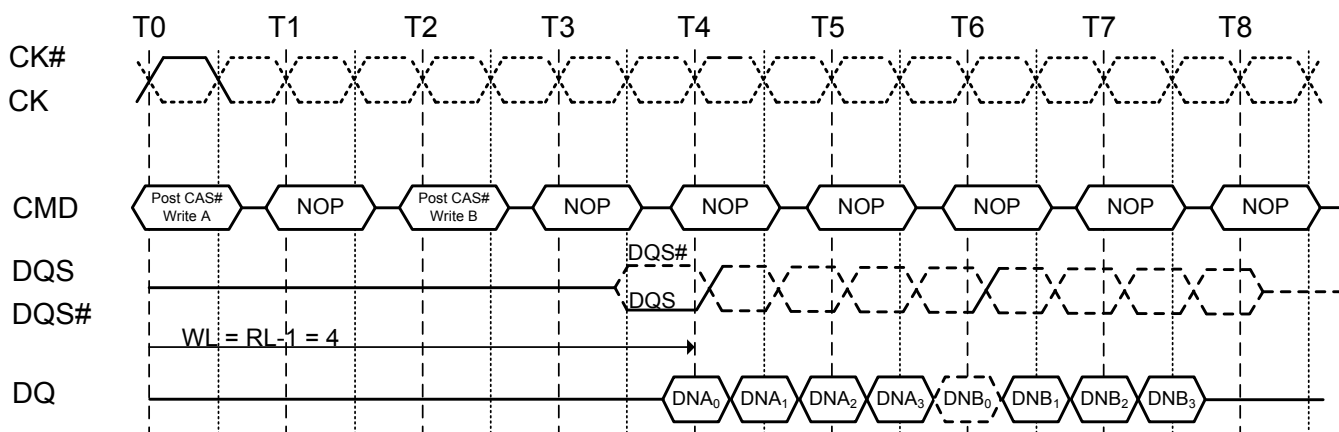 T0 T1 T2 T3 T4 T5 T6 T7 T8
CK#
CK
CMD
Post CAS#
Write A
NOP
Post CAS#
Write B
NOP
NOP
NOP
NOP
NOP
NOP
DQS
DQS#
DQS#
DQS
WL = RL-1 = 4
DQ
DNA₀ DNA₁ DNA₂ DNA₃ DNB₀ DNB₁ DNB₂ DNB₃